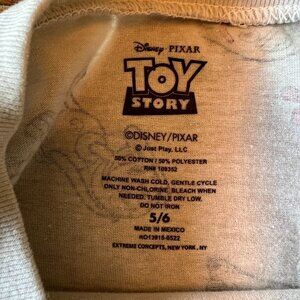 Disney · PIXAR
TOY
STORY
©DISNEY/PIXAR
© Just Play, LLC
50% COTTON / 50% POLYESTER
RN# 109352
MACHINE WASH COLD, GENTLE CYCLE
ONLY NON-CHLORINE. BLEACH WHEN
NEEDED. TUMBLE DRY LOW.
DO NOT IRON
5/6
MADE IN MEXICO
EXTREME CONCEPTS, NEW YORK, NY